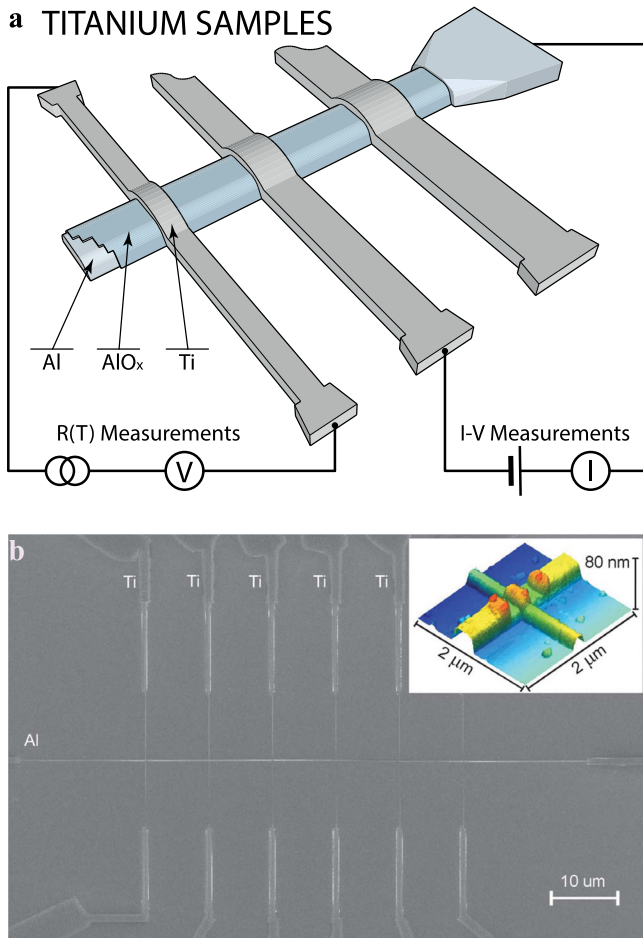 a TITANIUM SAMPLES
Al
AlOx
Ti
R(T) Measurements
I-V Measurements
V
I
b
Ti
Ti
Ti
Ti
Ti
80 nm
2 μm
2 μm
Al
10 um